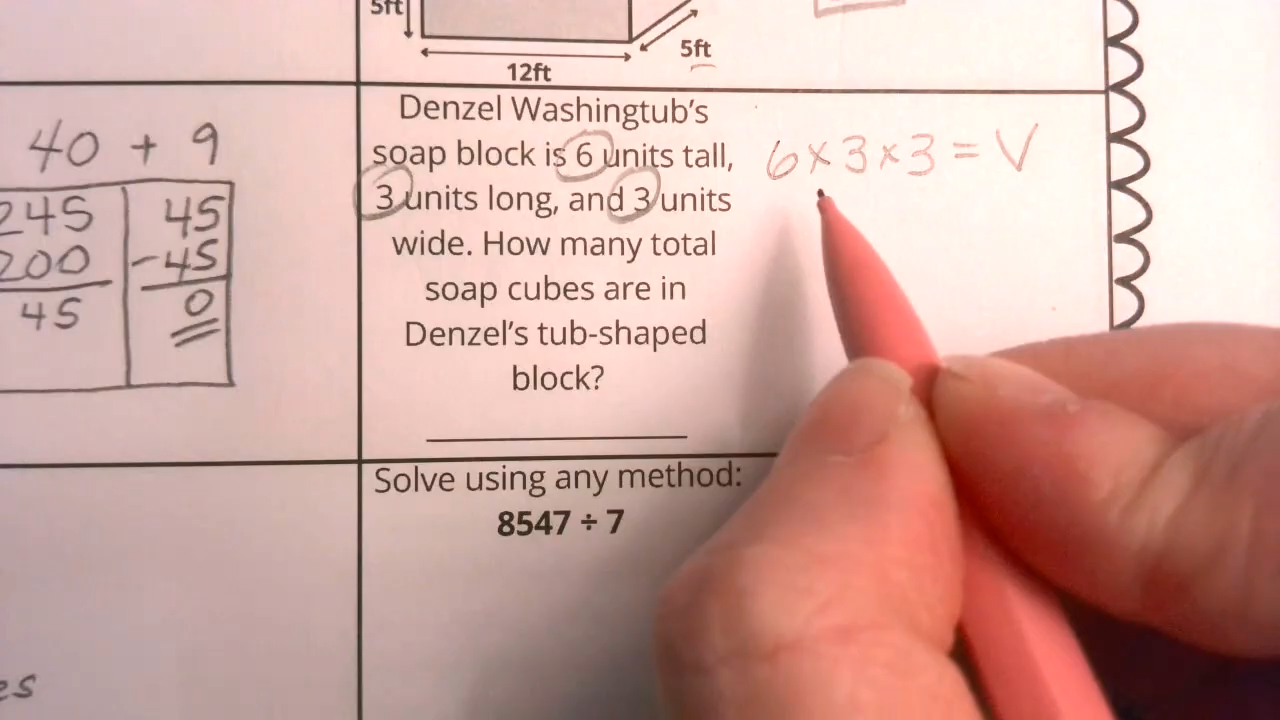 5ft
5ft
12ft
40 + 9
245
200
45
45
-45
0
Denzel Washingtub's
soap block is 6 units tall,
3 units long, and 3 units
wide. How many total
soap cubes are in
Denzel's tub-shaped
block?
6 × 3 × 3 = V
Solve using any method:
8547 ÷ 7
es